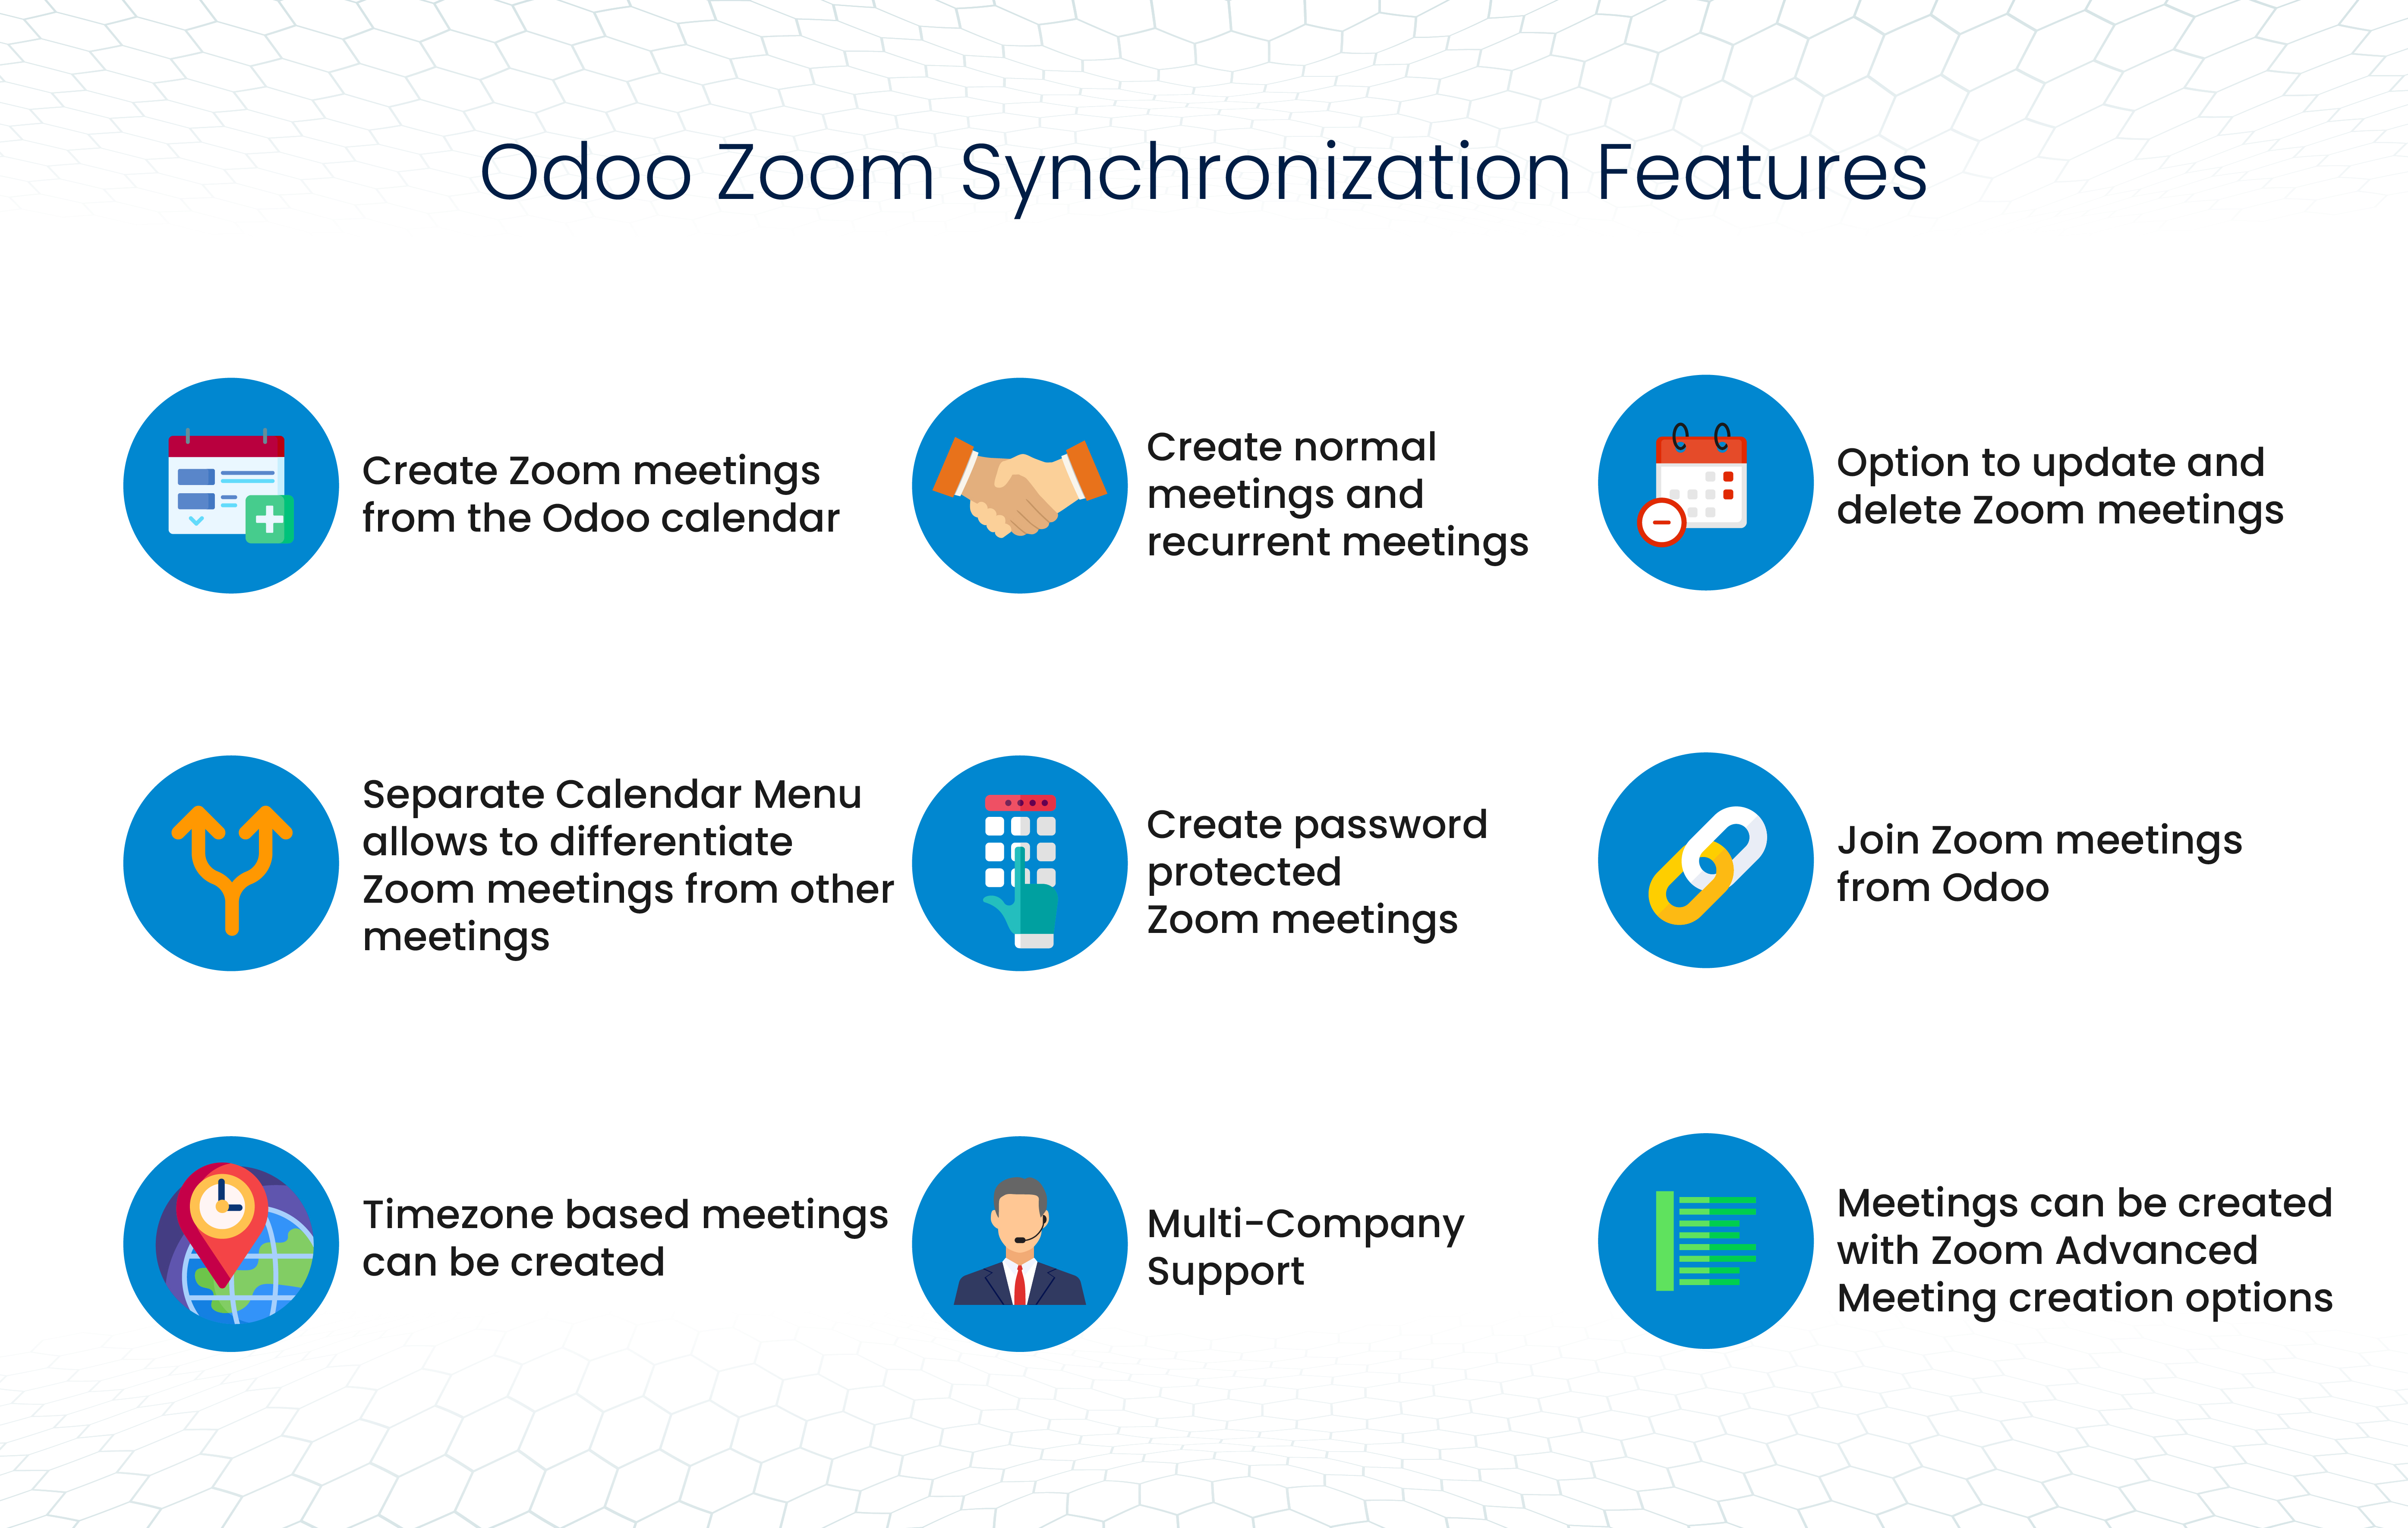 Odoo Zoom Synchronization Features
Create Zoom meetings
from the Odoo calendar
Create normal
meetings and
recurrent meetings
Option to update and
delete Zoom meetings
Separate Calendar Menu
allows to differentiate
Zoom meetings from other
meetings
Create password
protected
Zoom meetings
Join Zoom meetings
from Odoo
Timezone based meetings
can be created
Multi-Company
Support
Meetings can be created
with Zoom Advanced
Meeting creation options